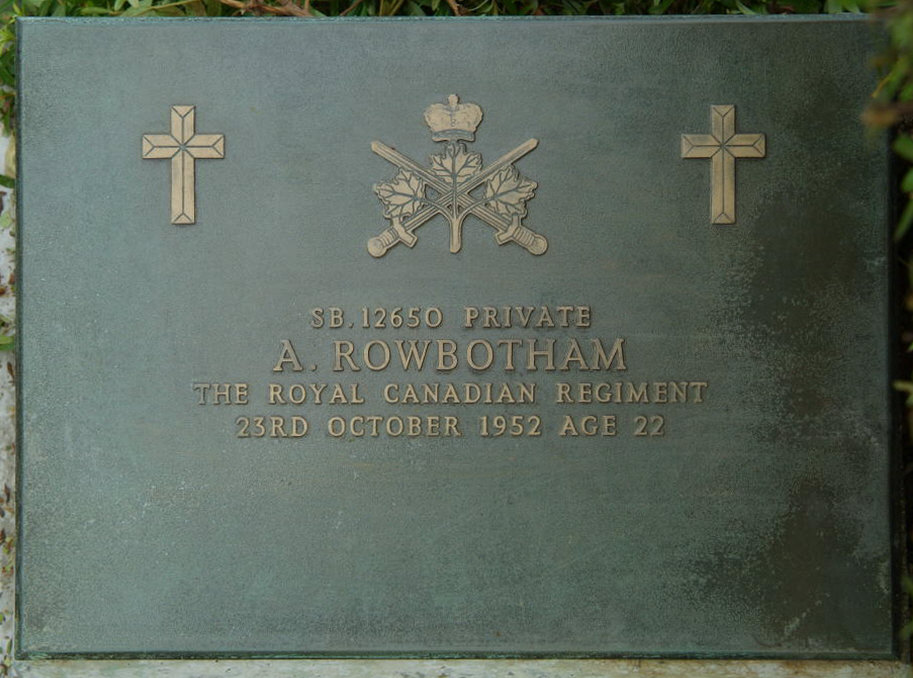 SB.12650 PRIVATE
A. ROWBOTHAM
THE ROYAL CANADIAN REGIMENT
23RD OCTOBER 1952 AGE 22